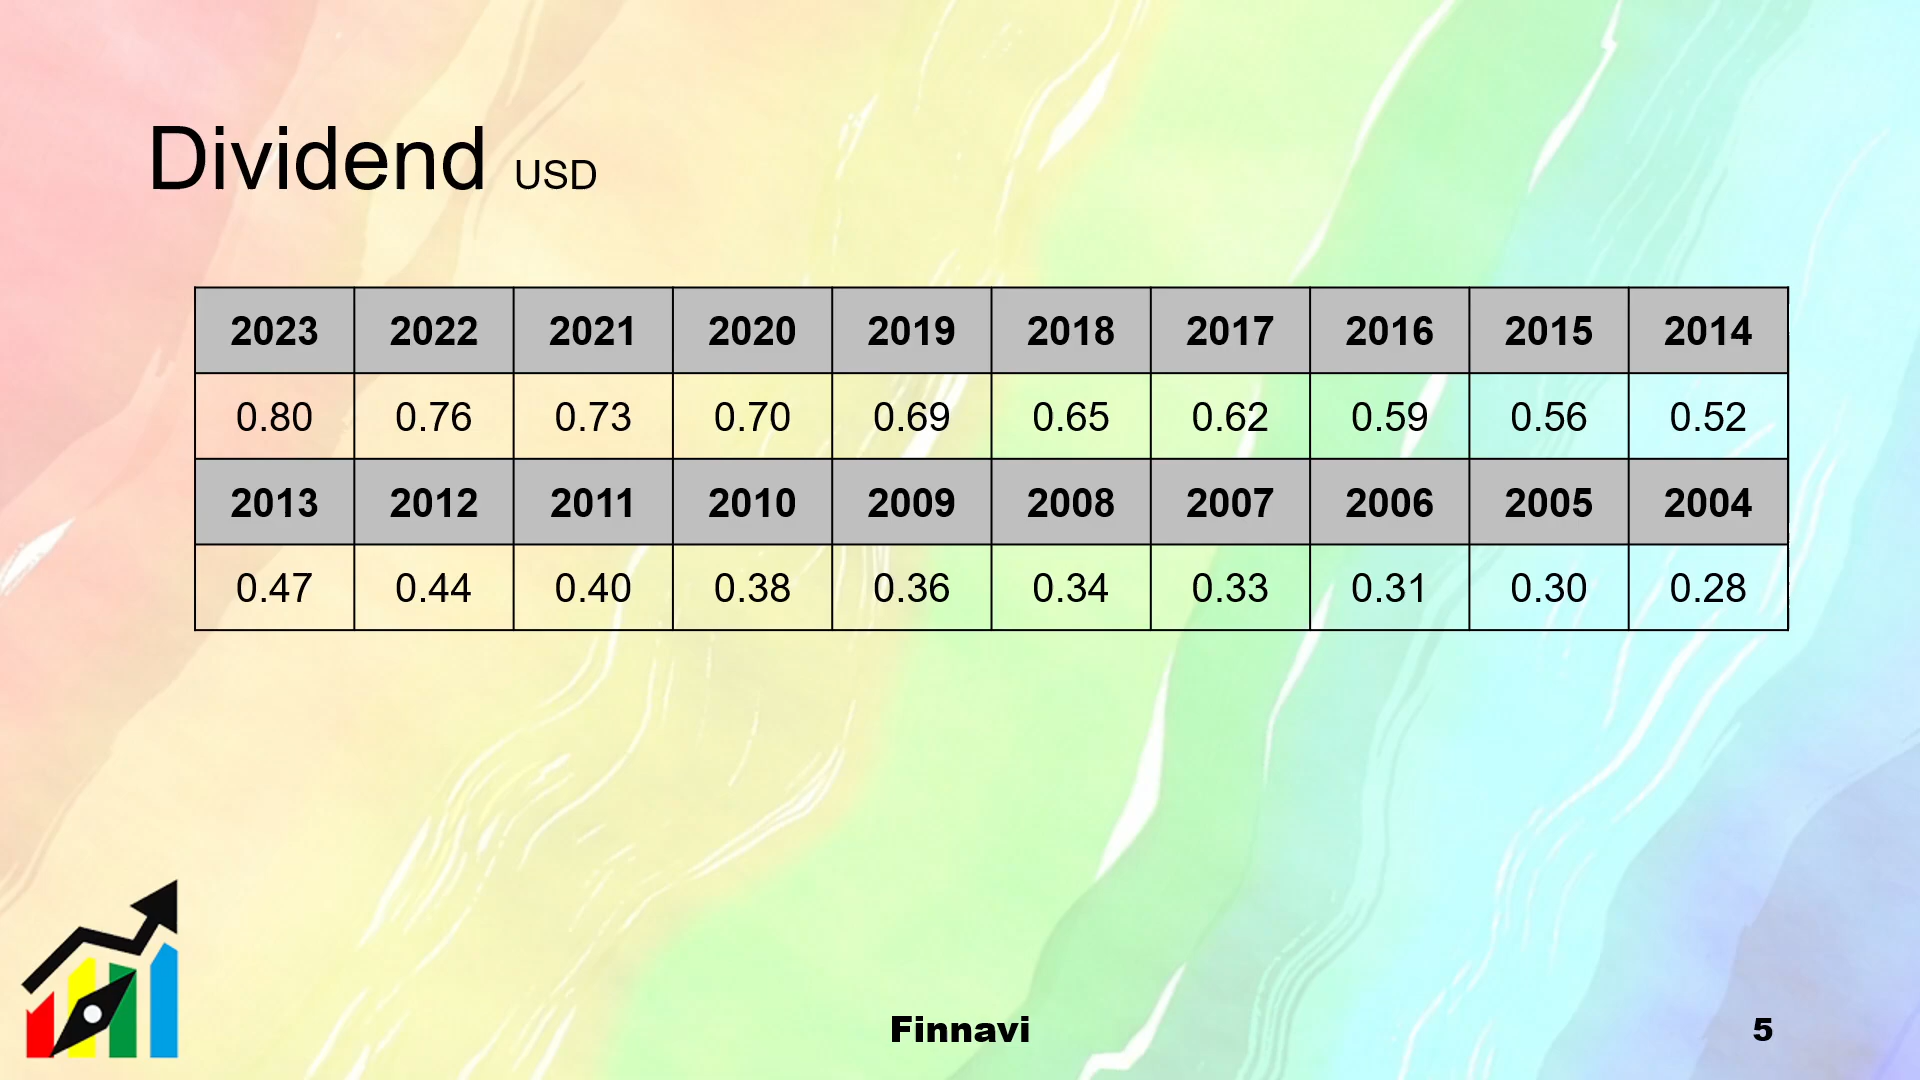 Dividend USD
2023 2022 2021 2020 2019 2018 2017 2016 2015 2014
0.80 0.76 0.73 0.70 0.69 0.65 0.62 0.59 0.56 0.52
2013 2012 2011 2010 2009 2008 2007 2006 2005 2004
0.47 0.44 0.40 0.38 0.36 0.34 0.33 0.31 0.30 0.28
Finnavi
5